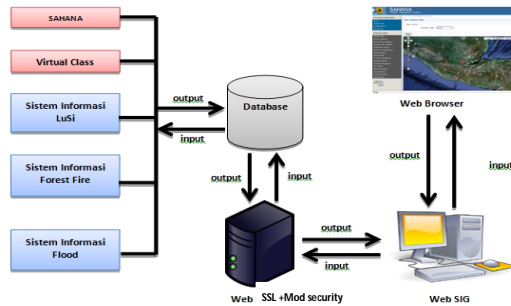 SAHANA
Virtual Class
Sistem Informasi
LuSi
Sistem Informasi
Forest Fire
Sistem Informasi
Flood
output
input
Database
output
input
Web SSL +Mod security
output
input
SAHANA
Web Browser
output
input
Web SIG